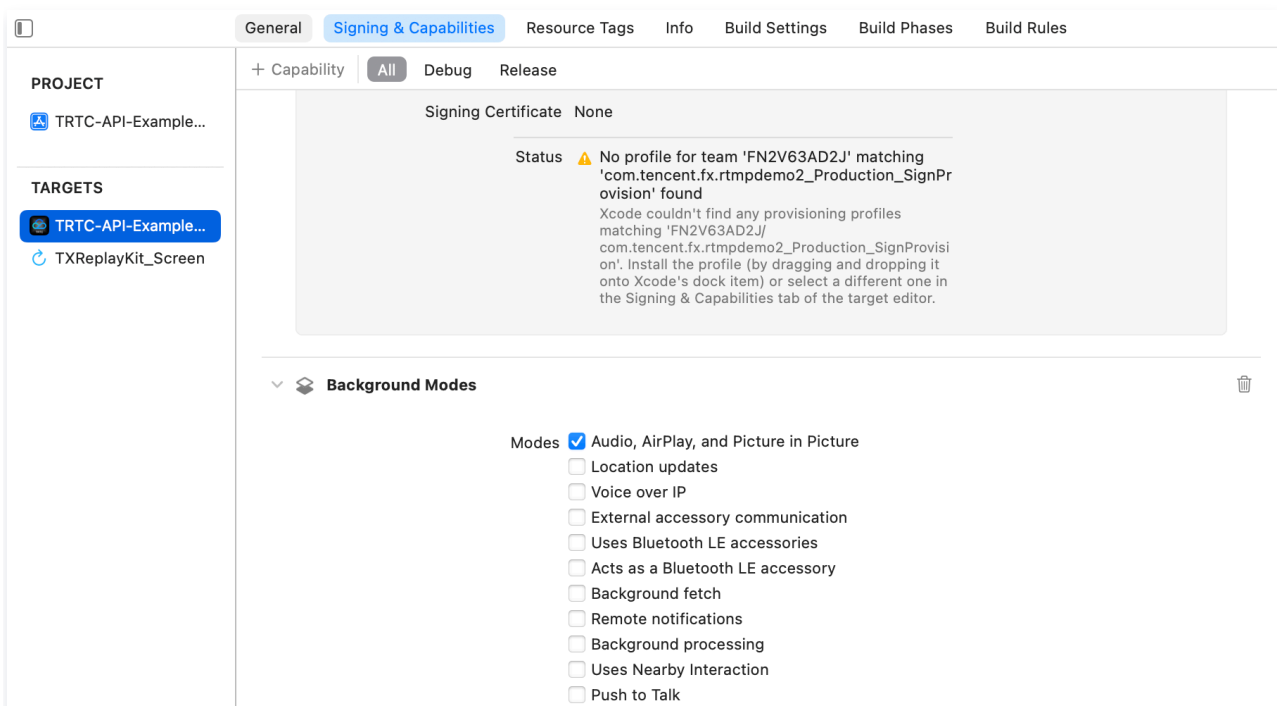 General Signing & Capabilities Resource Tags Info Build Settings Build Phases Build Rules
+ Capability All Debug Release
PROJECT
TRTC-API-Example...
TARGETS
TRTC-API-Example...
TXReplayKit_Screen
Signing Certificate None
Status No profile for team 'FN2V63AD2J' matching
'com.tencent.fx.rtmpdemo2_Production_SignPr
ovision' found
Xcode couldn't find any provisioning profiles
matching 'FN2V63AD2J/
com.tencent.fx.rtmpdemo2_Production_SignProvisi
on'. Install the profile (by dragging and dropping it
onto Xcode's dock item) or select a different one in
the Signing & Capabilities tab of the target editor.
Background Modes
Modes Audio, AirPlay, and Picture in Picture
Location updates
Voice over IP
External accessory communication
Uses Bluetooth LE accessories
Acts as a Bluetooth LE accessory
Background fetch
Remote notifications
Background processing
Uses Nearby Interaction
Push to Talk